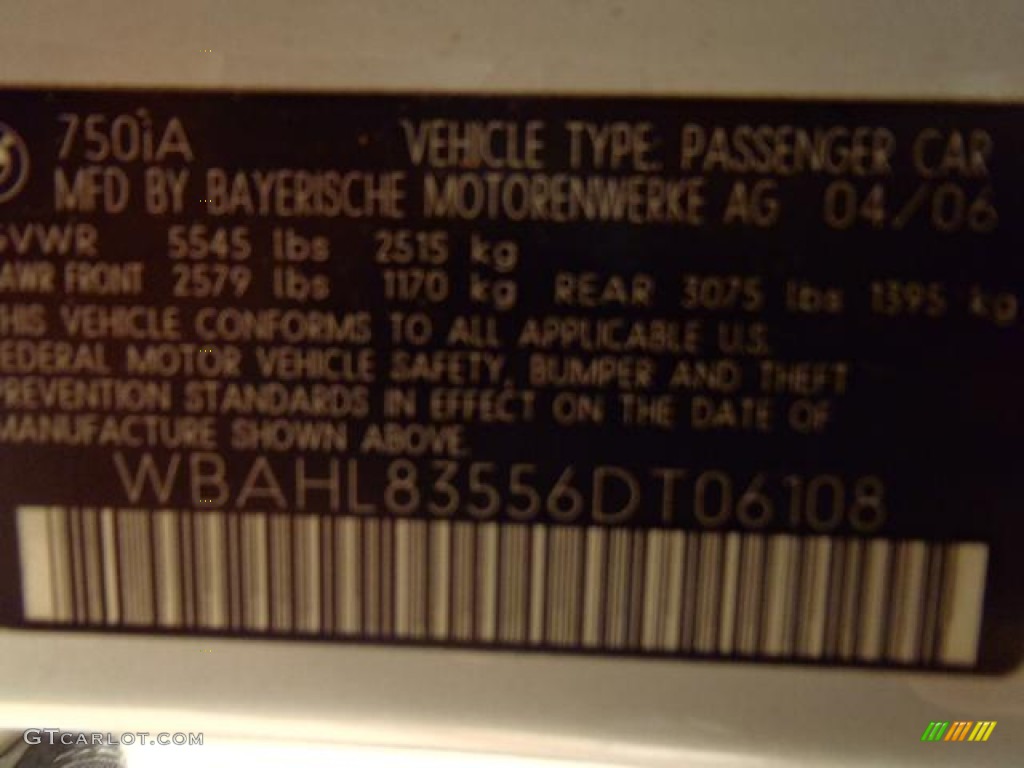 7501A VEHICLE TYPE: PASSENGER CAR
MFD BY BAYERISCHE MOTORENWERKE AG 04/06
GVWR 5545 lbs 2515 kg
GAWR FRONT 2579 lbs 1170 kg REAR 3075 lbs 1395 kg
THIS VEHICLE CONFORMS TO ALL APPLICABLE U.S.
FEDERAL MOTOR VEHICLE SAFETY, BUMPER AND THEFT
PREVENTION STANDARDS IN EFFECT ON THE DATE OF
MANUFACTURE SHOWN ABOVE.
WBAHL83556DT06108
GTcarlot.com